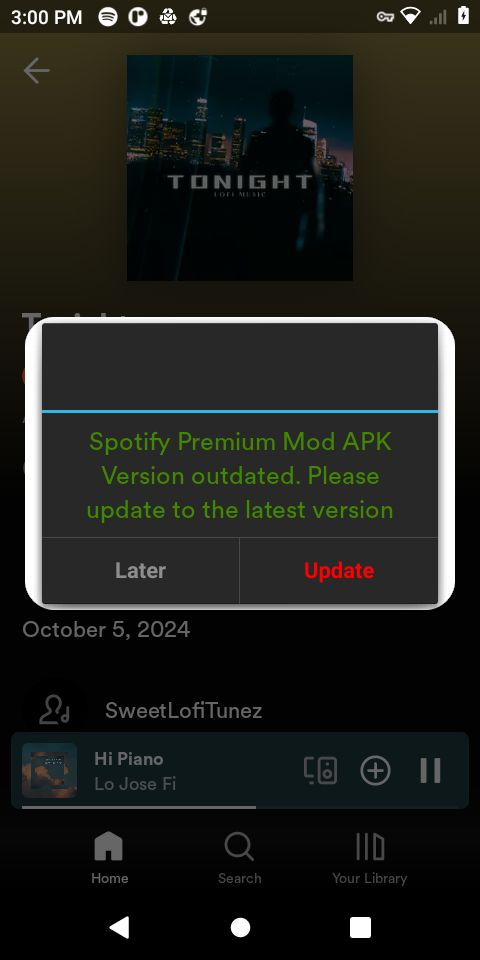 3:00 PM
TONIGHT
LOFI MUSIC
Spotify Premium Mod APK
Version outdated. Please
update to the latest version
Later
Update
October 5, 2024
SweetLofiTunez
Hi Piano
Lo Jose Fi
Home
Search
Your Library